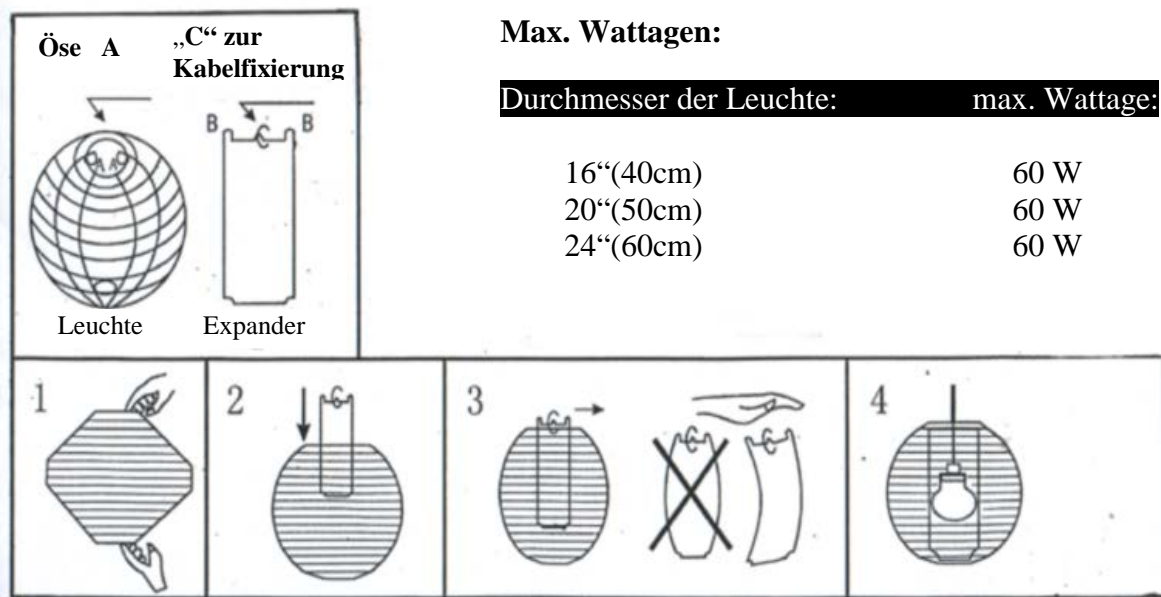 Öse A
„C“ zur
Kabelfixierung
B C B
A A
Leuchte Expander
Max. Wattagen:
Durchmesser der Leuchte: max. Wattage:
16“(40cm) 60 W
20“(50cm) 60 W
24“(60cm) 60 W
1
2
C
3
C
C
C
4